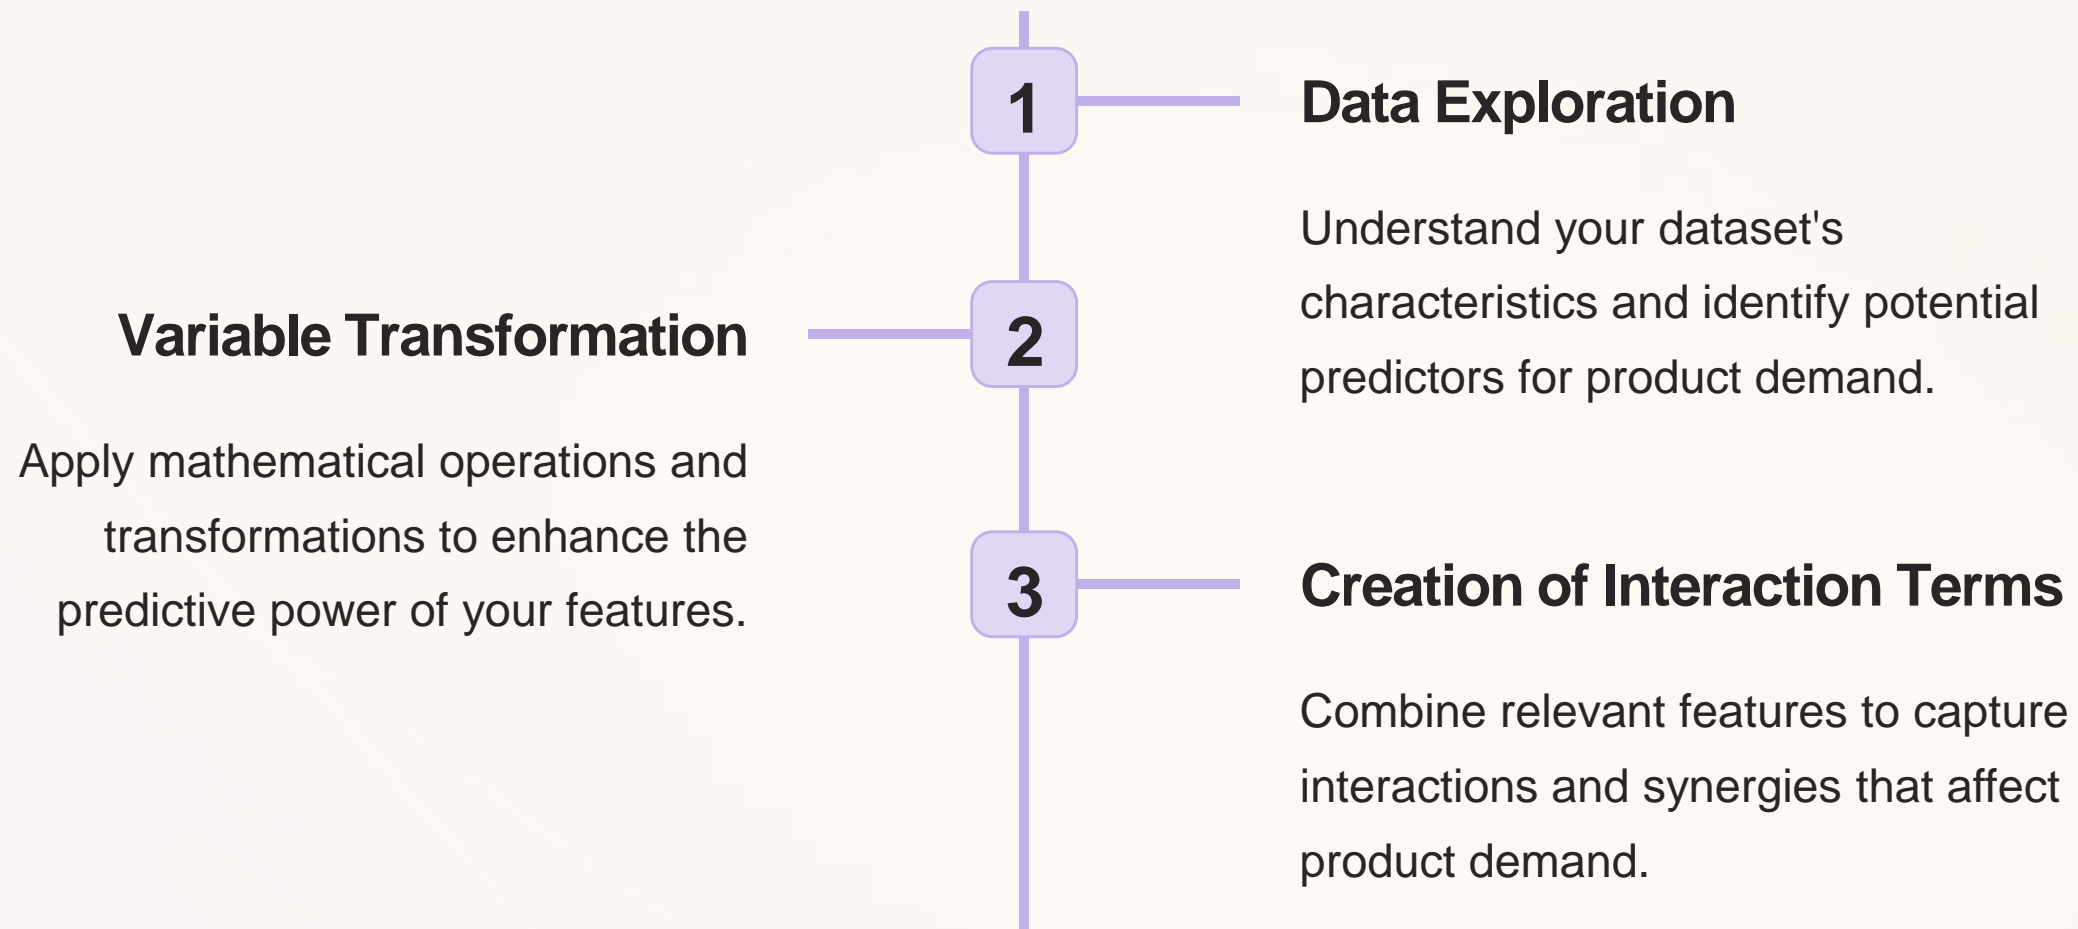 1
Data Exploration
Understand your dataset's
characteristics and identify potential
predictors for product demand.
2
Variable Transformation
Apply mathematical operations and
transformations to enhance the
predictive power of your features.
3
Creation of Interaction Terms
Combine relevant features to capture
interactions and synergies that affect
product demand.